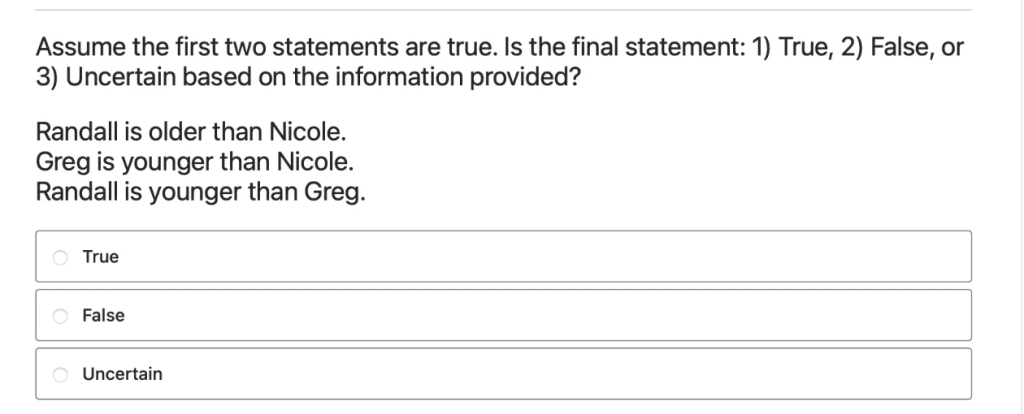 Assume the first two statements are true. Is the final statement: 1) True, 2) False, or
3) Uncertain based on the information provided?
Randall is older than Nicole.
Greg is younger than Nicole.
Randall is younger than Greg.
True
False
Uncertain